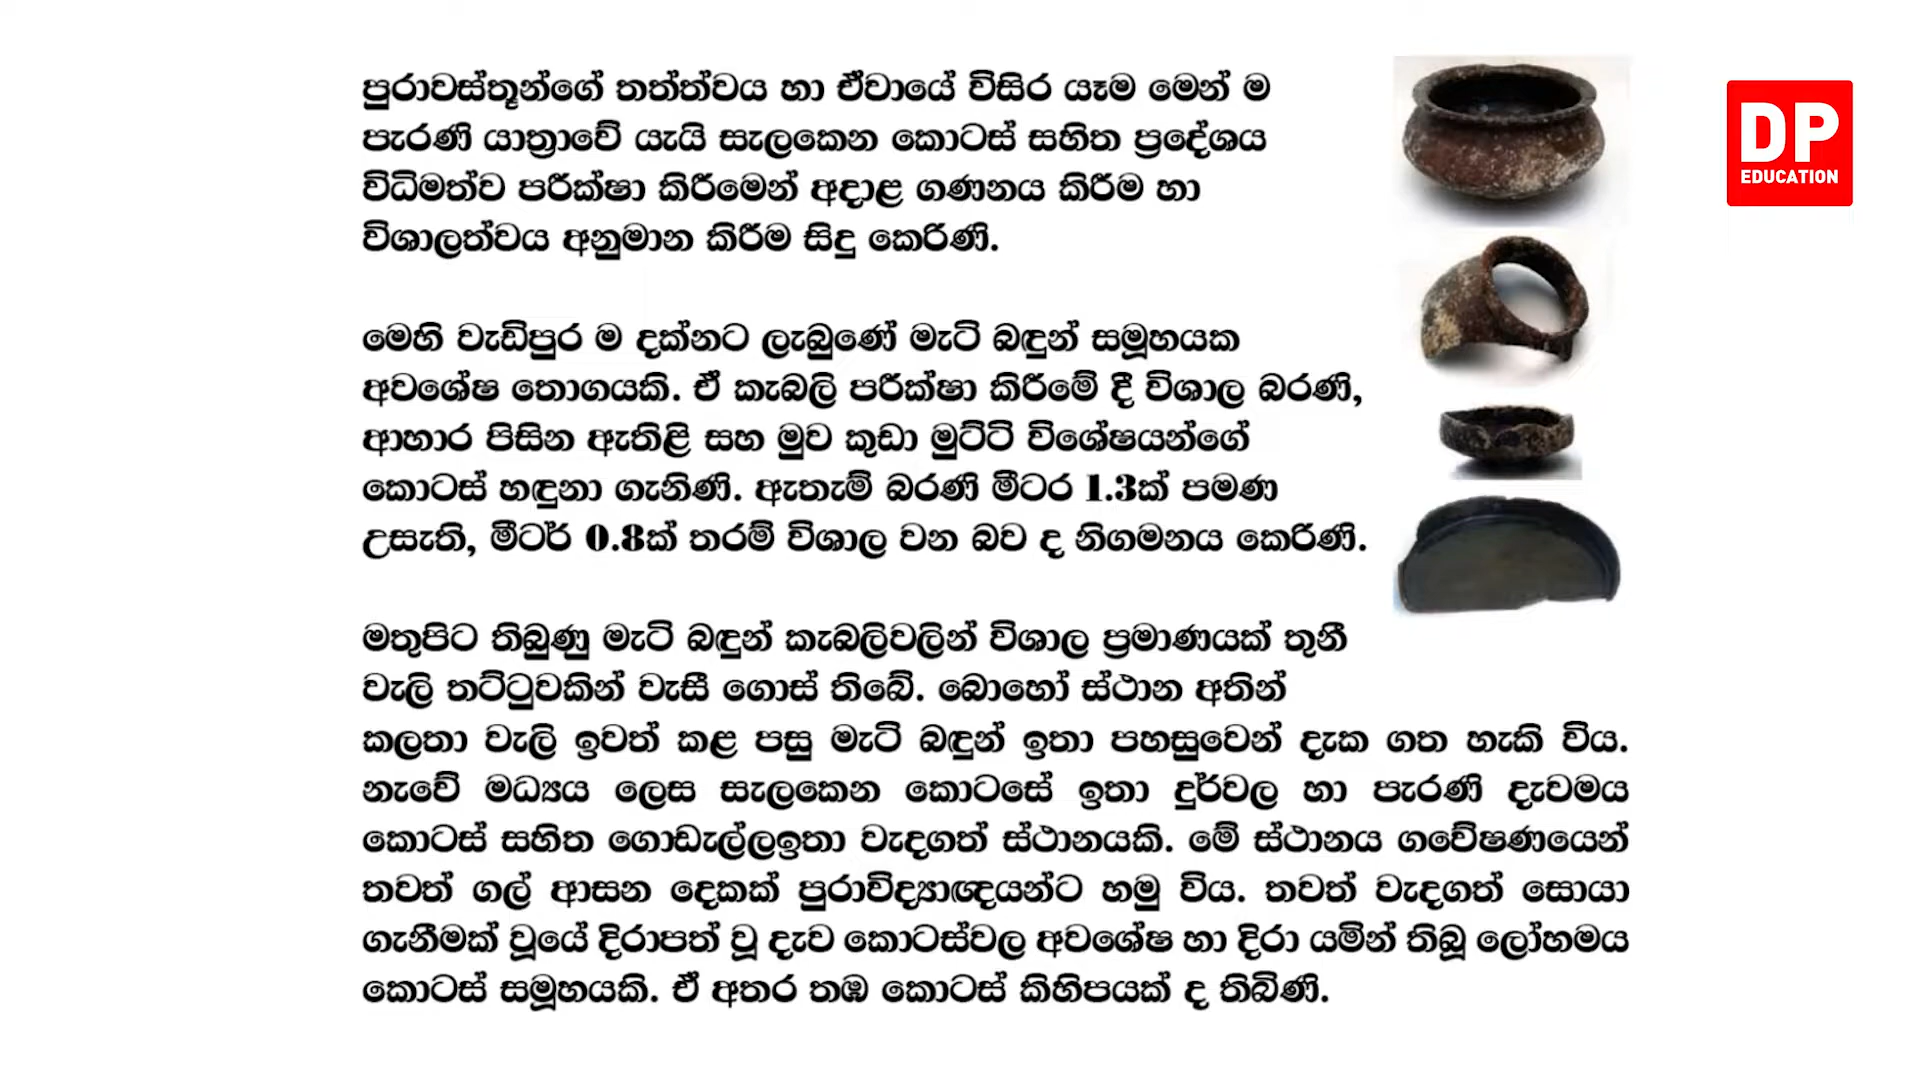 පුරාවස්තූන්ගේ තත්ත්වය හා ඒවායේ විසිර යෑම මෙන් ම
පැරණි යාත්‍රාවේ යැයි සැලකෙන කොටස් සහිත ප්‍රදේශය
විධිමත්ව පරීක්ෂා කිරීමෙන් අදාළ ගණනය කිරීම හා
විශාලත්වය අනුමාන කිරීම සිදු කෙරිණි.
මෙහි වැඩිපුර ම දක්නට ලැබුණේ මැටි බඳුන් සමූහයක
අවශේෂ තොගයකි. ඒ කැබලි පරීක්ෂා කිරීමේ දී විශාල බරණි,
ආහාර පිසින ඇතිළි සහ මුව කුඩා මුට්ටි විශේෂයන්ගේ
කොටස් හඳුනා ගැනිණි. ඇතැම් බරණි මීටර 1.3ක් පමණ
උසැති, මීටර් 0.8ක් තරම් විශාල වන බව ද නිගමනය කෙරිණි.
මතුපිට තිබුණු මැටි බඳුන් කැබලිවලින් විශාල ප්‍රමාණයක් තුනී
වැලි තට්ටුවකින් වැසී ගොස් තිබේ. බොහෝ ස්ථාන අතින්
කලතා වැලි ඉවත් කළ පසු මැටි බඳුන් ඉතා පහසුවෙන් දැක ගත හැකි විය.
නැවේ මධ්‍යය ලෙස සැලකෙන කොටසේ ඉතා දුර්වල හා පැරණි දැවමය
කොටස් සහිත ගොඩැල්ලඉතා වැදගත් ස්ථානයකි. මේ ස්ථානය ගවේෂණයෙන්
තවත් ගල් ආසන දෙකක් පුරාවිද්‍යාඥයන්ට හමු විය. තවත් වැදගත් සොයා
ගැනීමක් වූයේ දිරාපත් වූ දැව කොටස්වල අවශේෂ හා දිරා යමින් තිබූ ලෝහමය
කොටස් සමූහයකි. ඒ අතර තඹ කොටස් කිහිපයක් ද තිබිණි.
DP
EDUCATION